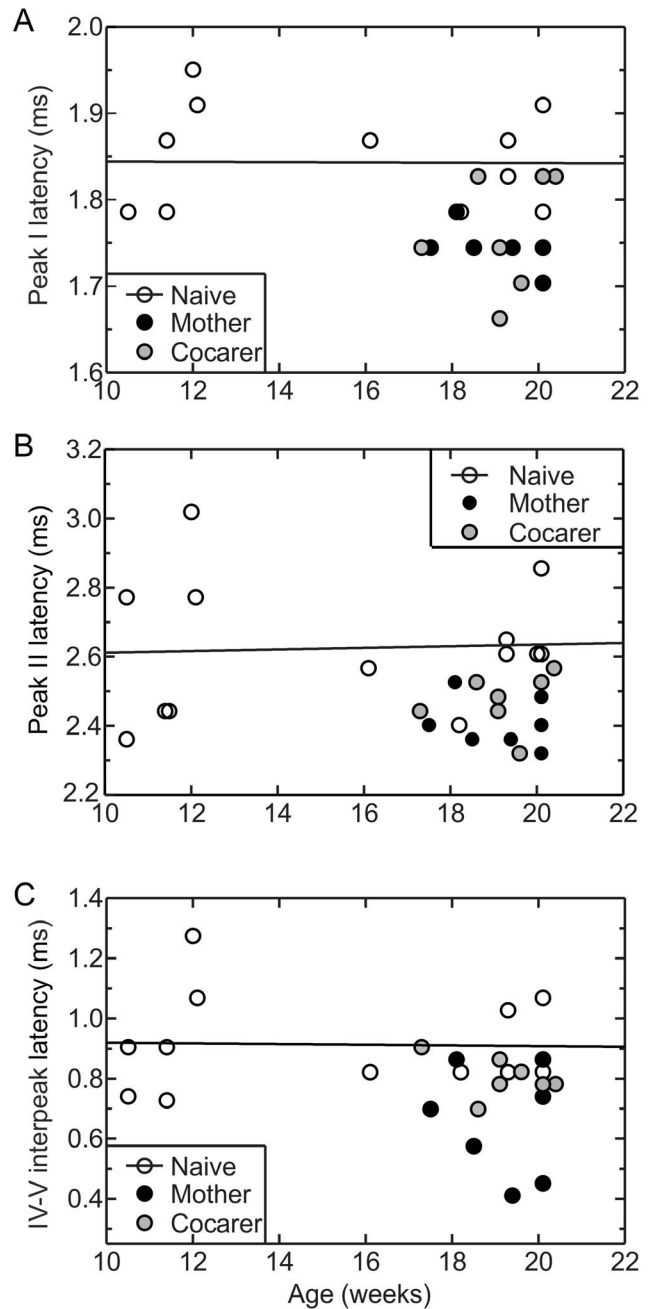 A
Peak I latency (ms)
2.0
1.9
1.8
1.7
1.6
Naive
Mother
Cocarer
10 12 14 16 18 20 22
B
Peak II latency (ms)
3.2
3.0
2.8
2.6
2.4
2.2
Naive
Mother
Cocarer
10 12 14 16 18 20 22
C
IV-V interpeak latency (ms)
1.4
1.2
1.0
0.8
0.6
0.4
Naive
Mother
Cocarer
10 12 14 16 18 20 22
Age (weeks)